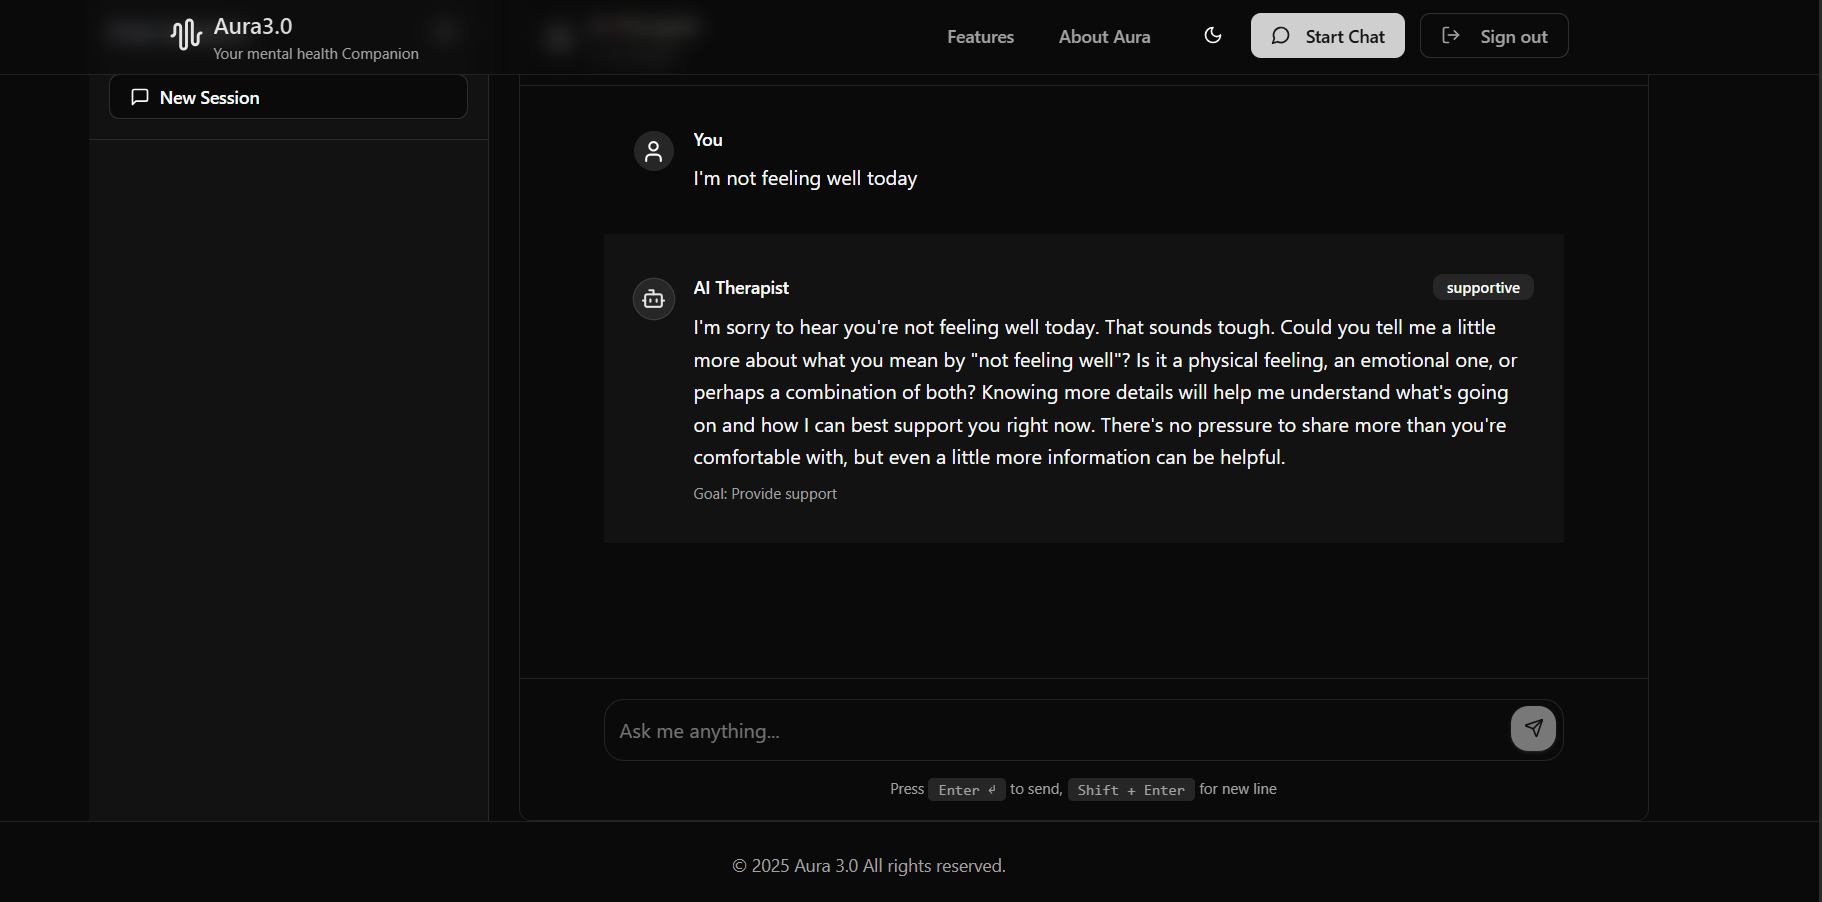 Aura3.0
Your mental health Companion
Features
About Aura
Start Chat
Sign out
New Session
You
I'm not feeling well today
AI Therapist
supportive
I'm sorry to hear you're not feeling well today. That sounds tough. Could you tell me a little
more about what you mean by "not feeling well"? Is it a physical feeling, an emotional one, or
perhaps a combination of both? Knowing more details will help me understand what's going
on and how I can best support you right now. There's no pressure to share more than you're
comfortable with, but even a little more information can be helpful.
Goal: Provide support
Ask me anything...
Press Enter ↵ to send, Shift + Enter for new line
© 2025 Aura 3.0 All rights reserved.